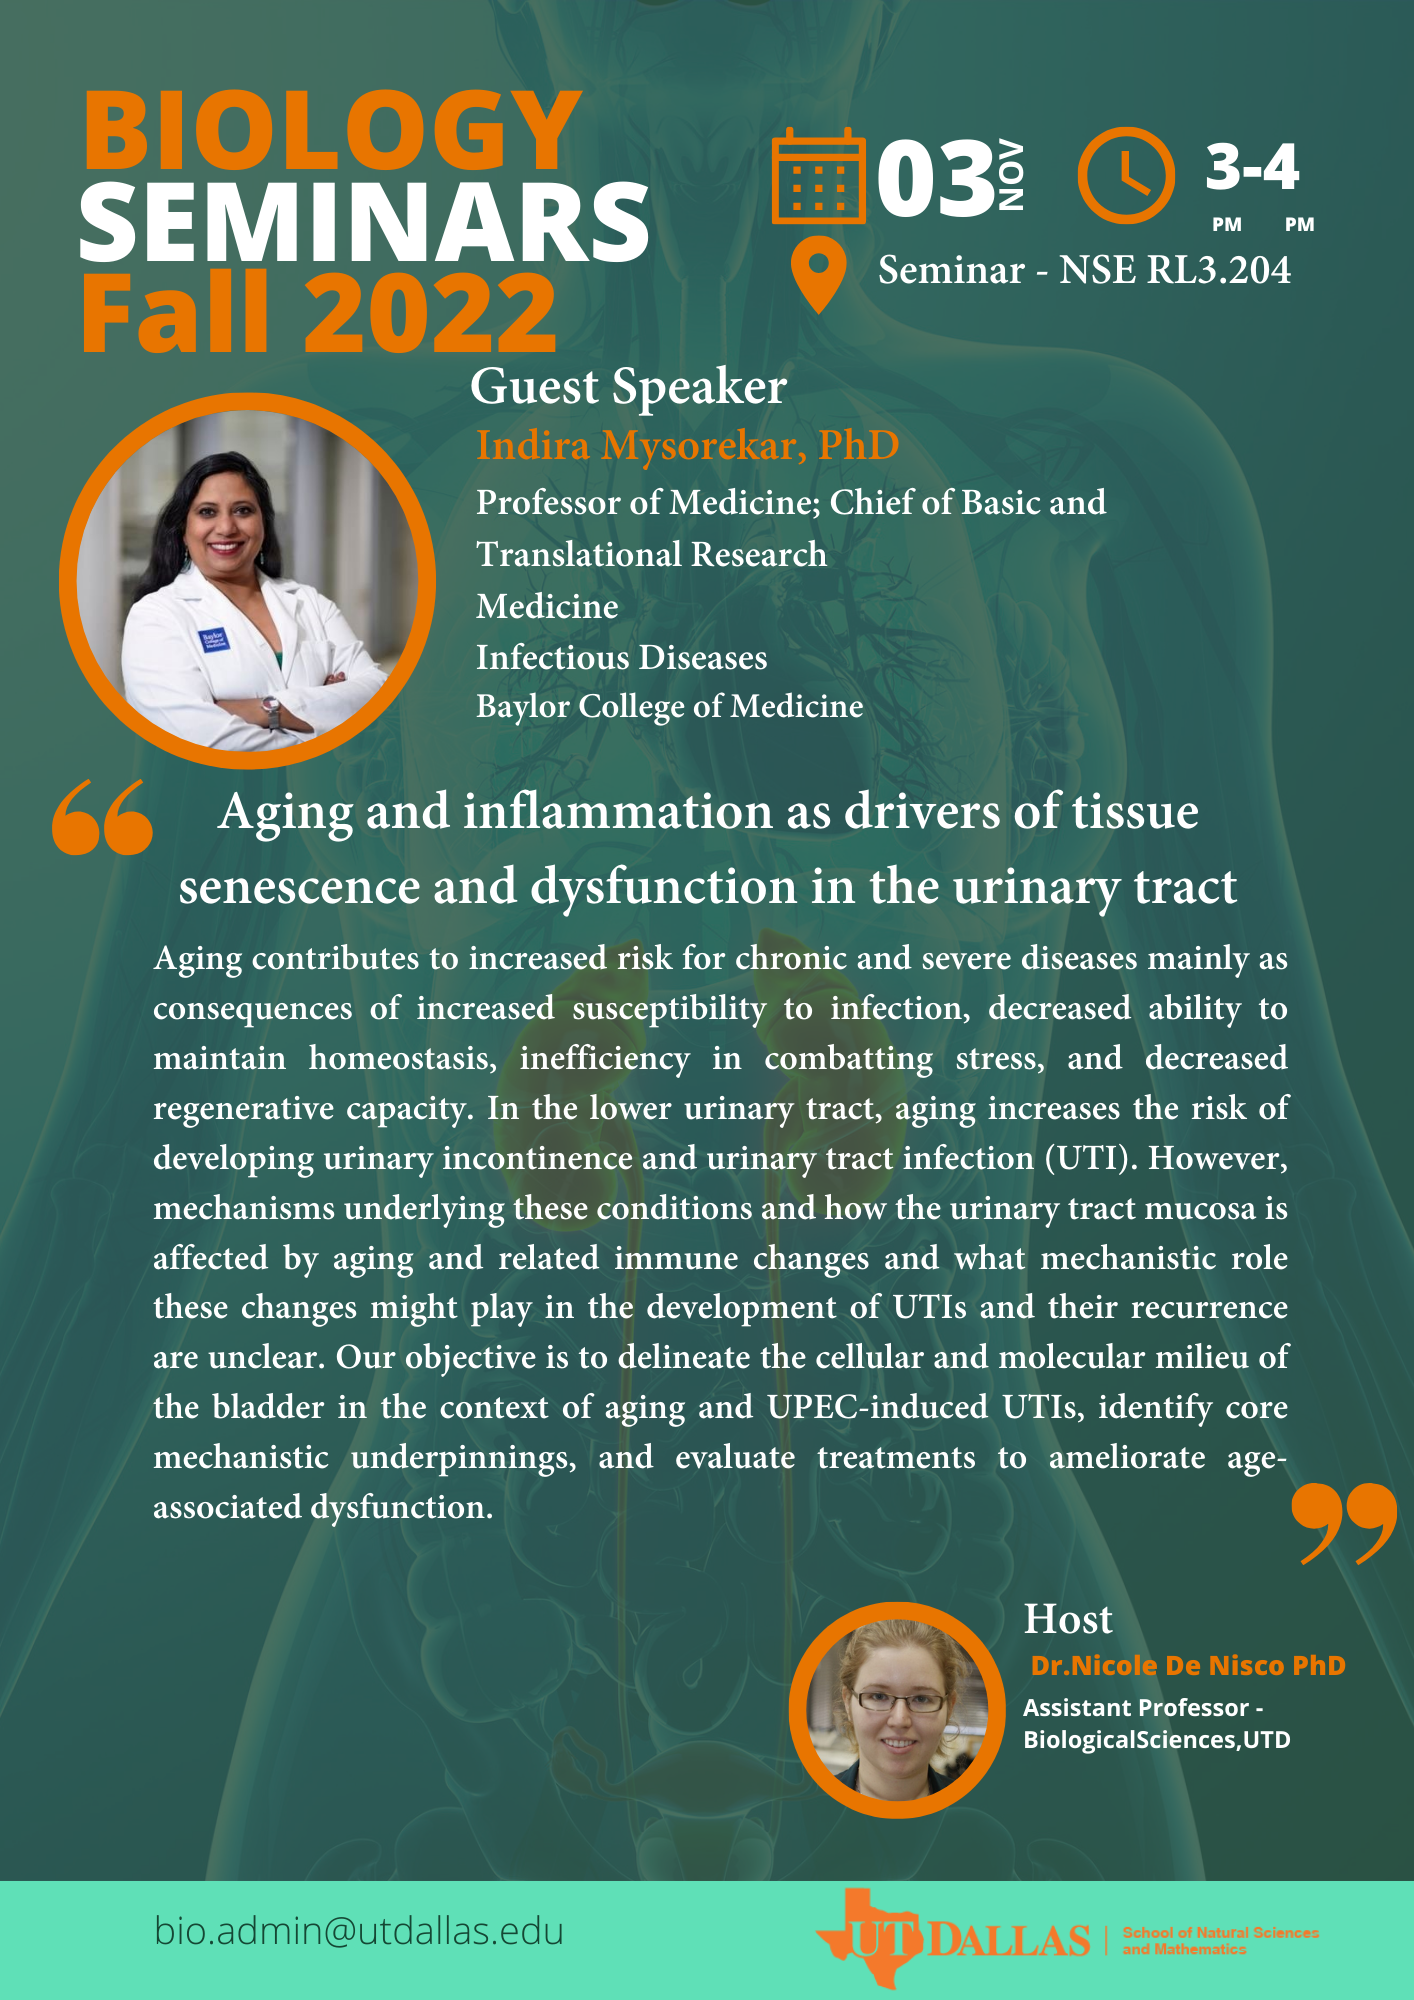 BIOLOGY
SEMINARS
Fall 2022
03 NOV
3-4
PM PM
Seminar - NSE RL3.204
Guest Speaker
Indira Mysorekar, PhD
Professor of Medicine; Chief of Basic and
Translational Research
Medicine
Infectious Diseases
Baylor College of Medicine
Baylor
College of
Medicine
“
Aging and inflammation as drivers of tissue
senescence and dysfunction in the urinary tract
Aging contributes to increased risk for chronic and severe diseases mainly as
consequences of increased susceptibility to infection, decreased ability to
maintain homeostasis, inefficiency in combatting stress, and decreased
regenerative capacity. In the lower urinary tract, aging increases the risk of
developing urinary incontinence and urinary tract infection (UTI). However,
mechanisms underlying these conditions and how the urinary tract mucosa is
affected by aging and related immune changes and what mechanistic role
these changes might play in the development of UTIs and their recurrence
are unclear. Our objective is to delineate the cellular and molecular milieu of
the bladder in the context of aging and UPEC-induced UTIs, identify core
mechanistic underpinnings, and evaluate treatments to ameliorate age-
associated dysfunction.
”
Host
Dr.Nicole De Nisco PhD
Assistant Professor -
BiologicalSciences,UTD
bio.admin@utdallas.edu
UT DALLAS
School of Natural Sciences
and Mathematics